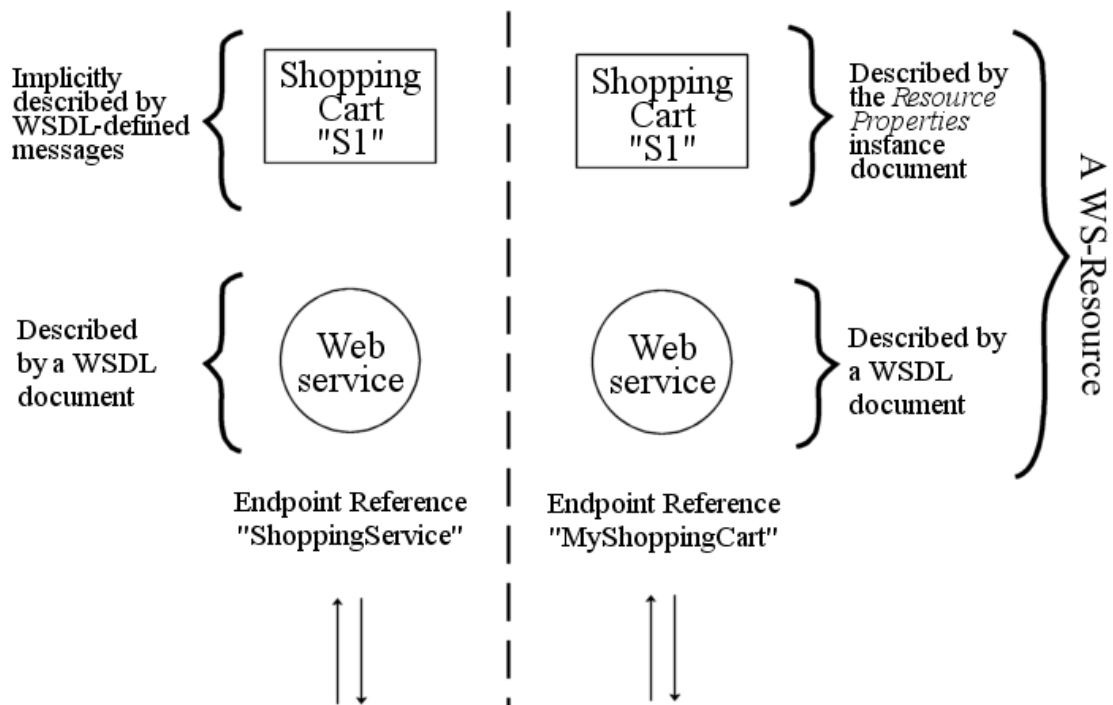 Implicitly
described by
WSDL-defined
messages
Shopping
Cart
"S1"
Described
by a WSDL
document
Web
service
Endpoint Reference
"ShoppingService"
Shopping
Cart
"S1"
Described by
the Resource
Properties
instance
document
Web
service
Described by
a WSDL
document
Endpoint Reference
"MyShoppingCart"
A WS-Resource